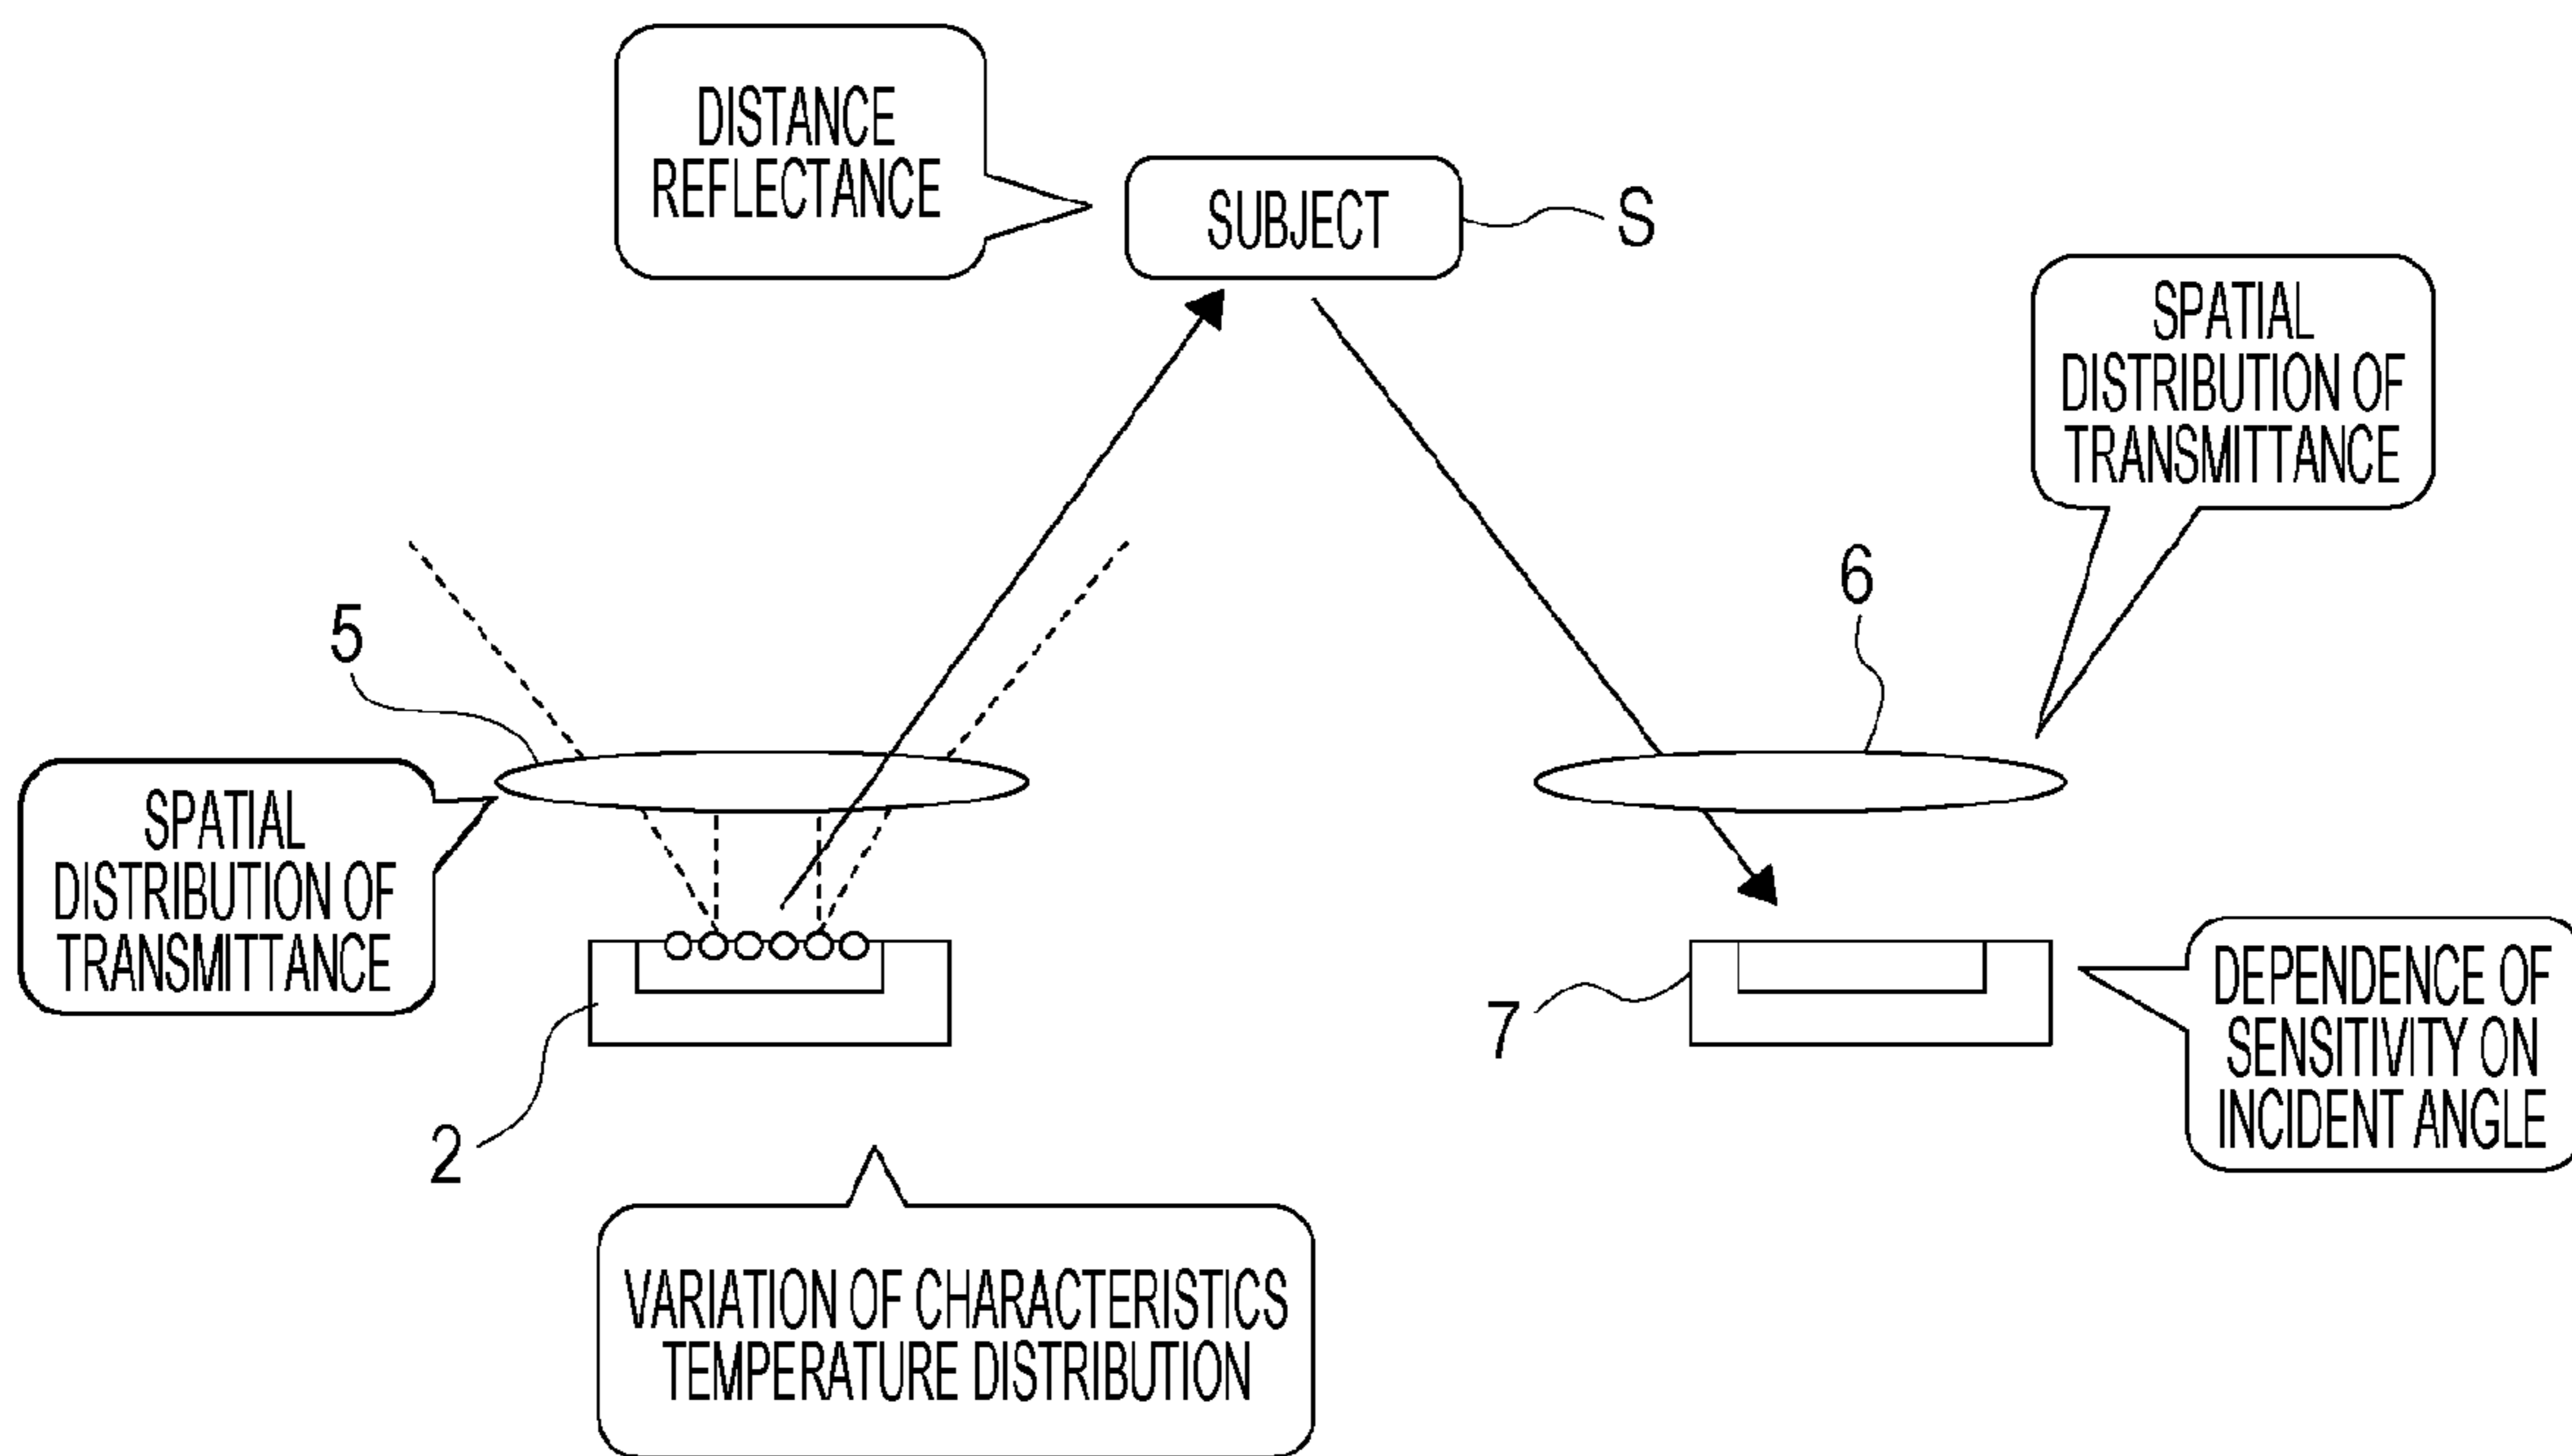 DISTANCE
REFLECTANCE
SUBJECT
S
SPATIAL
DISTRIBUTION OF
TRANSMITTANCE
5
6
SPATIAL
DISTRIBUTION OF
TRANSMITTANCE
2
7
DEPENDENCE OF
SENSITIVITY ON
INCIDENT ANGLE
VARIATION OF CHARACTERISTICS
TEMPERATURE DISTRIBUTION